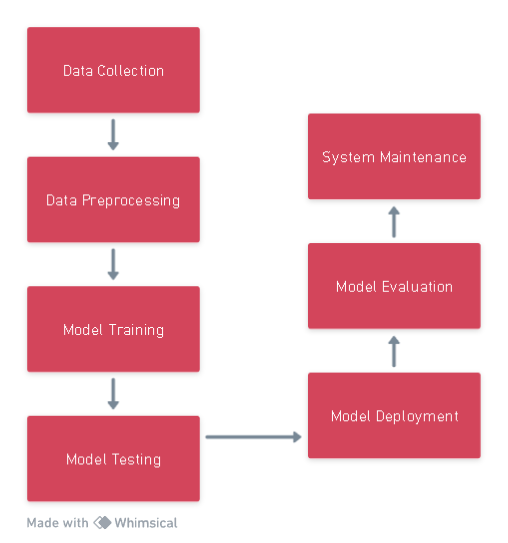 Data Collection
Data Preprocessing
Model Training
Model Testing
Model Deployment
Model Evaluation
System Maintenance
Made with Whimsical